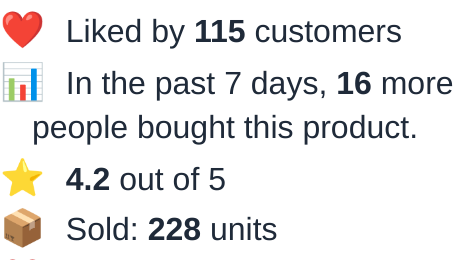 ❤️ Liked by 115 customers
📊 In the past 7 days, 16 more
people bought this product.
⭐ 4.2 out of 5
📦 Sold: 228 units